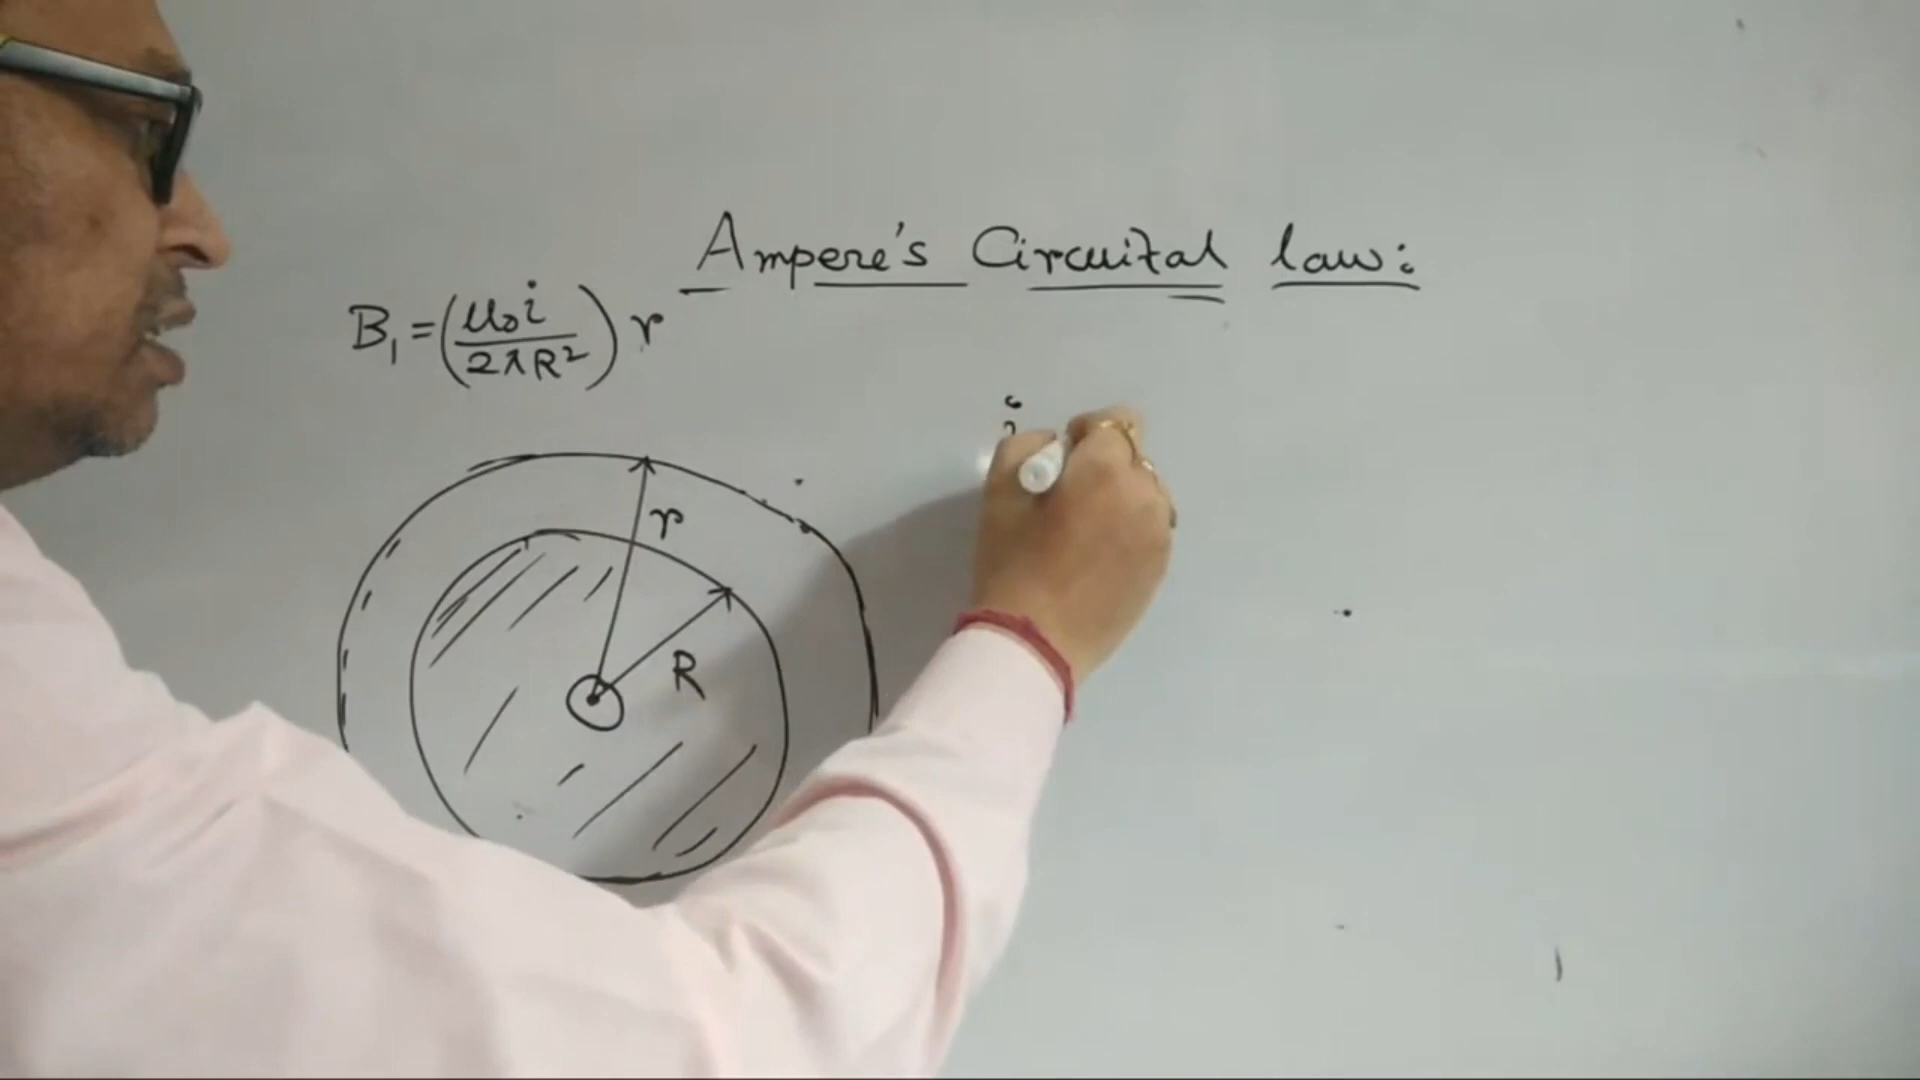 Ampere's Circuital law:
B₁ = (μ₀i / 2πR²) r
i
r
R